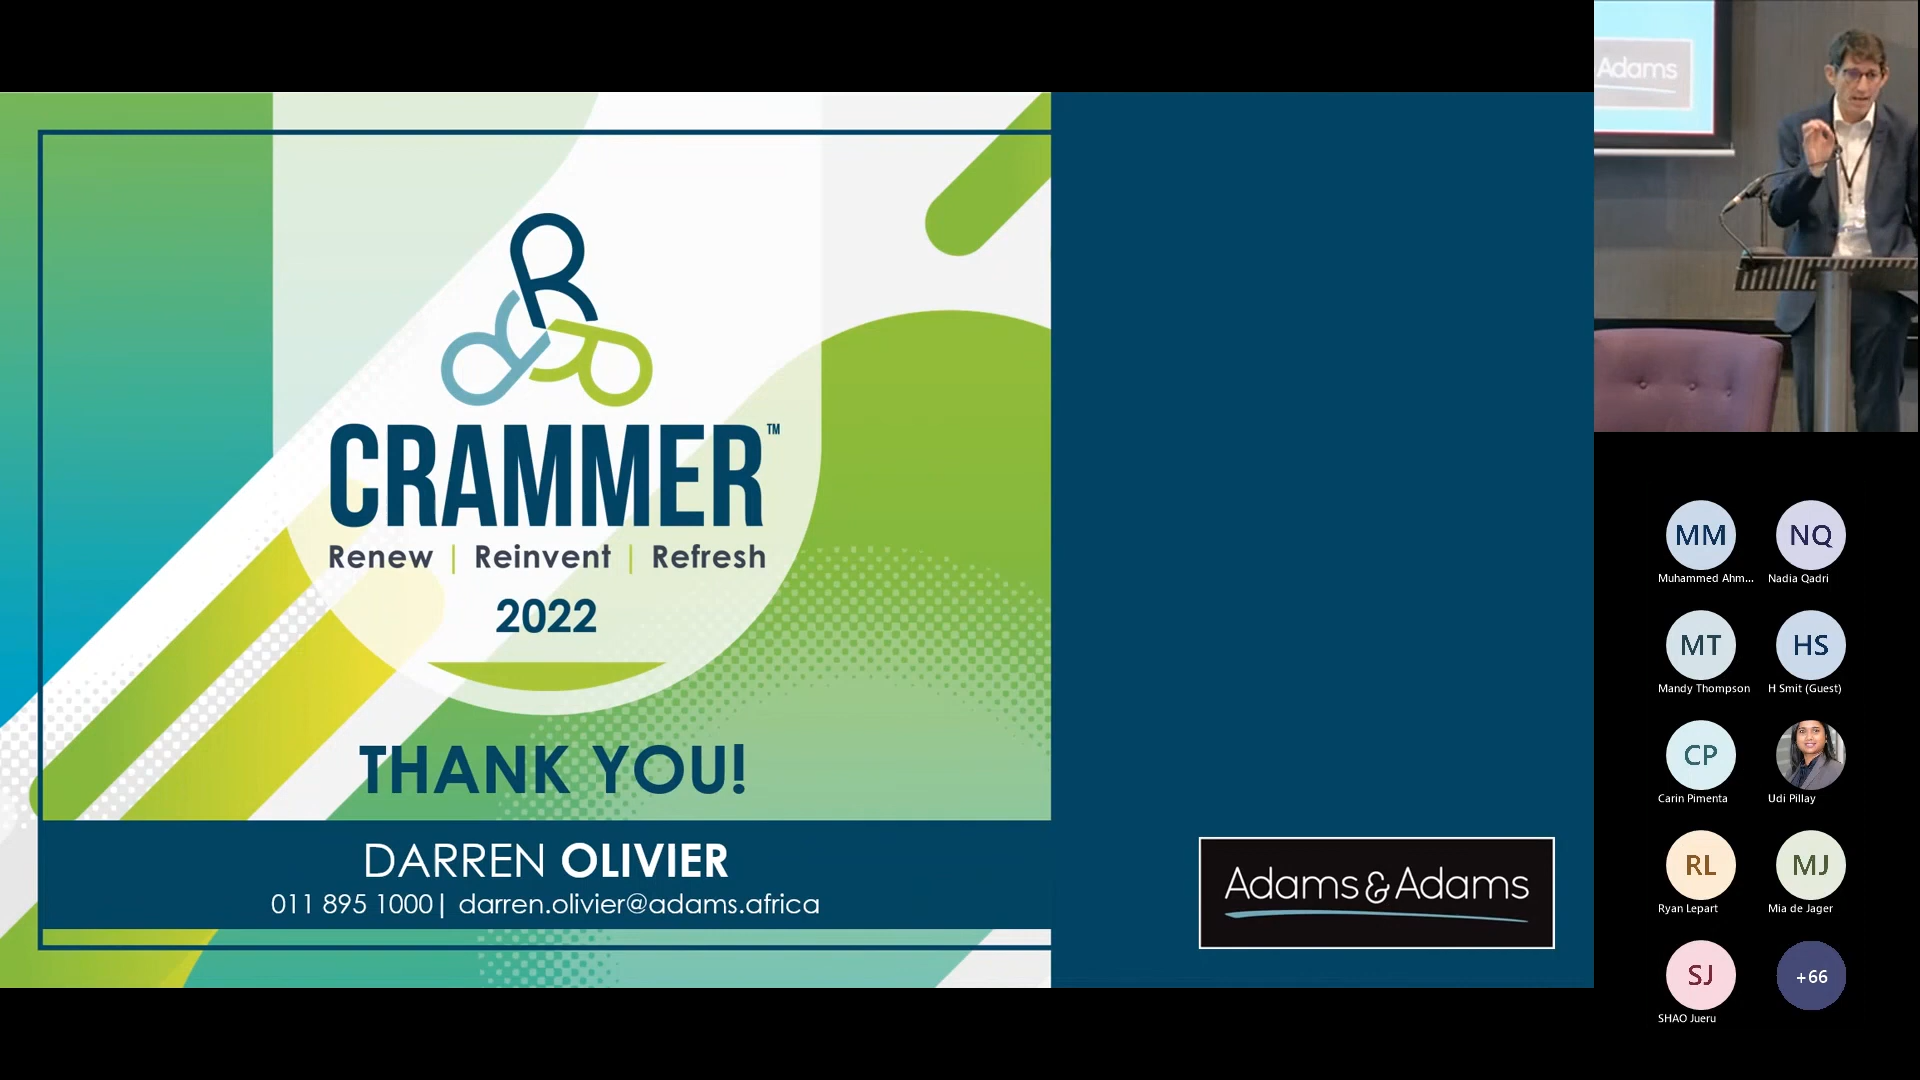 CRAMMER™
Renew | Reinvent | Refresh
2022
THANK YOU!
DARREN OLIVIER
011 895 1000| darren.olivier@adams.africa
Adams&Adams
Adams
MM
Muhammed Ahm...
NQ
Nadia Qadri
MT
Mandy Thompson
HS
H Smit (Guest)
CP
Carin Pimenta
Udi Pillay
RL
Ryan Lepart
MJ
Mia de Jager
SJ
SHAO Jueru
+66